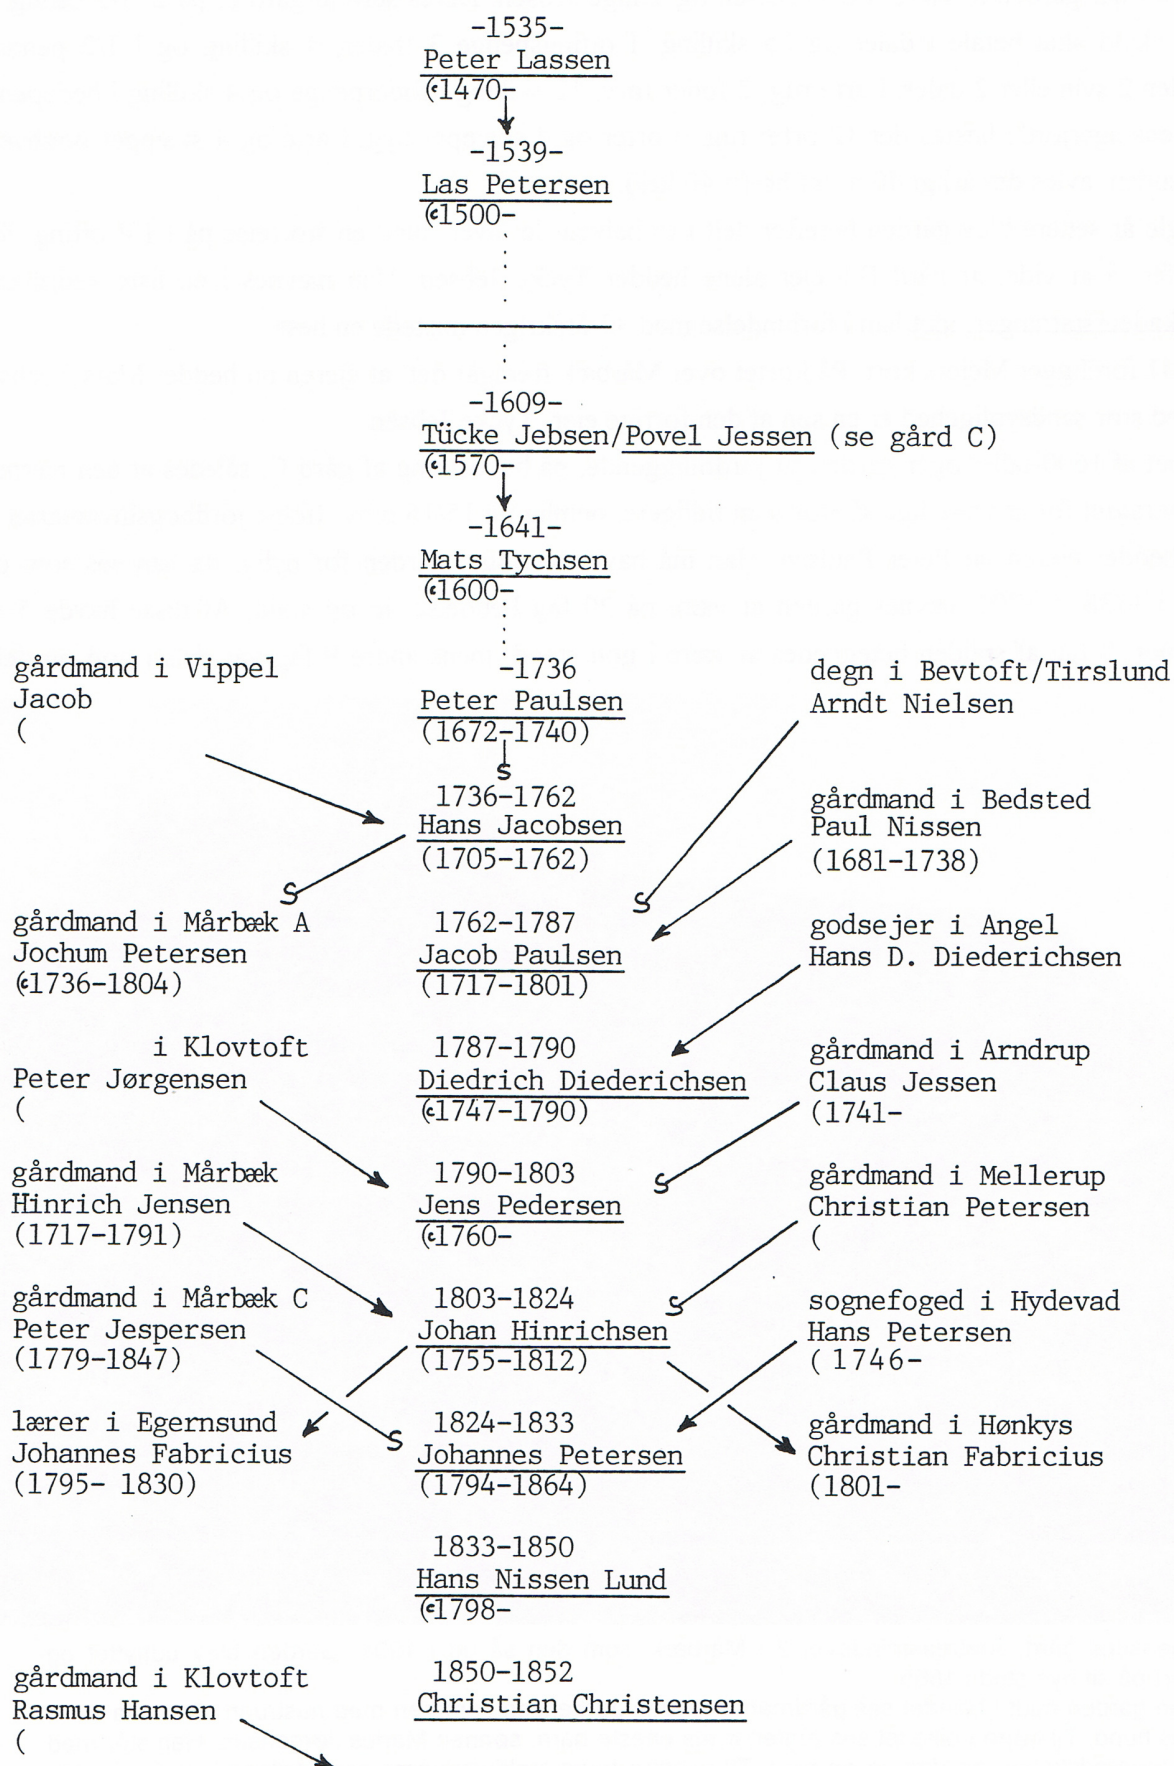 -1535-
Peter Lassen
(c1470-
-1539-
Las Petersen
(c1500-
-1609-
Tücke Jebsen/Povel Jessen (se gård C)
(c1570-
-1641-
Mats Tychsen
(c1600-
gårdmand i Vippel
Jacob
(
-1736
Peter Paulsen
(1672-1740)
s
degn i Bevtoft/Tirslund
Arndt Nielsen
1736-1762
Hans Jacobsen
(1705-1762)
gårdmand i Bedsted
Paul Nissen
(1681-1738)
s
s
gårdmand i Mårbæk A
Jochum Petersen
(c1736-1804)
1762-1787
Jacob Paulsen
(1717-1801)
godsejer i Angel
Hans D. Diederichsen
i Klovtoft
Peter Jørgensen
(
1787-1790
Diedrich Diederichsen
(c1747-1790)
gårdmand i Arndrup
Claus Jessen
(1741-
s
gårdmand i Mårbæk
Hinrich Jensen
(1717-1791)
1790-1803
Jens Pedersen
(c1760-
gårdmand i Mellerup
Christian Petersen
(
s
gårdmand i Mårbæk C
Peter Jespersen
(1779-1847)
1803-1824
Johan Hinrichsen
(1755-1812)
sognefoged i Hydevad
Hans Petersen
( 1746-
s
lærer i Egernsund
Johannes Fabricius
(1795- 1830)
1824-1833
Johannes Petersen
(1794-1864)
gårdmand i Hønkys
Christian Fabricius
(1801-
1833-1850
Hans Nissen Lund
(c1798-
gårdmand i Klovtoft
Rasmus Hansen
(
1850-1852
Christian Christensen